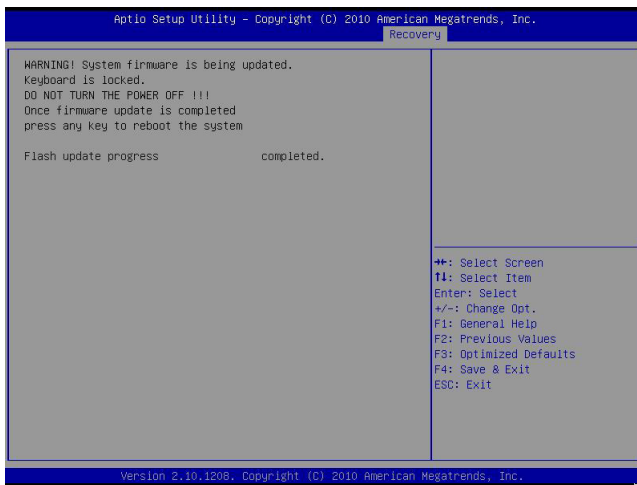 Aptio Setup Utility – Copyright (C) 2010 American Megatrends, Inc.
Recovery
WARNING! System firmware is being updated.
Keyboard is locked.
DO NOT TURN THE POWER OFF !!!
Once firmware update is completed
press any key to reboot the system
Flash update progress completed.
→←: Select Screen
↑↓: Select Item
Enter: Select
+/-: Change Opt.
F1: General Help
F2: Previous Values
F3: Optimized Defaults
F4: Save & Exit
ESC: Exit
Version 2.10.1208. Copyright (C) 2010 American Megatrends, Inc.